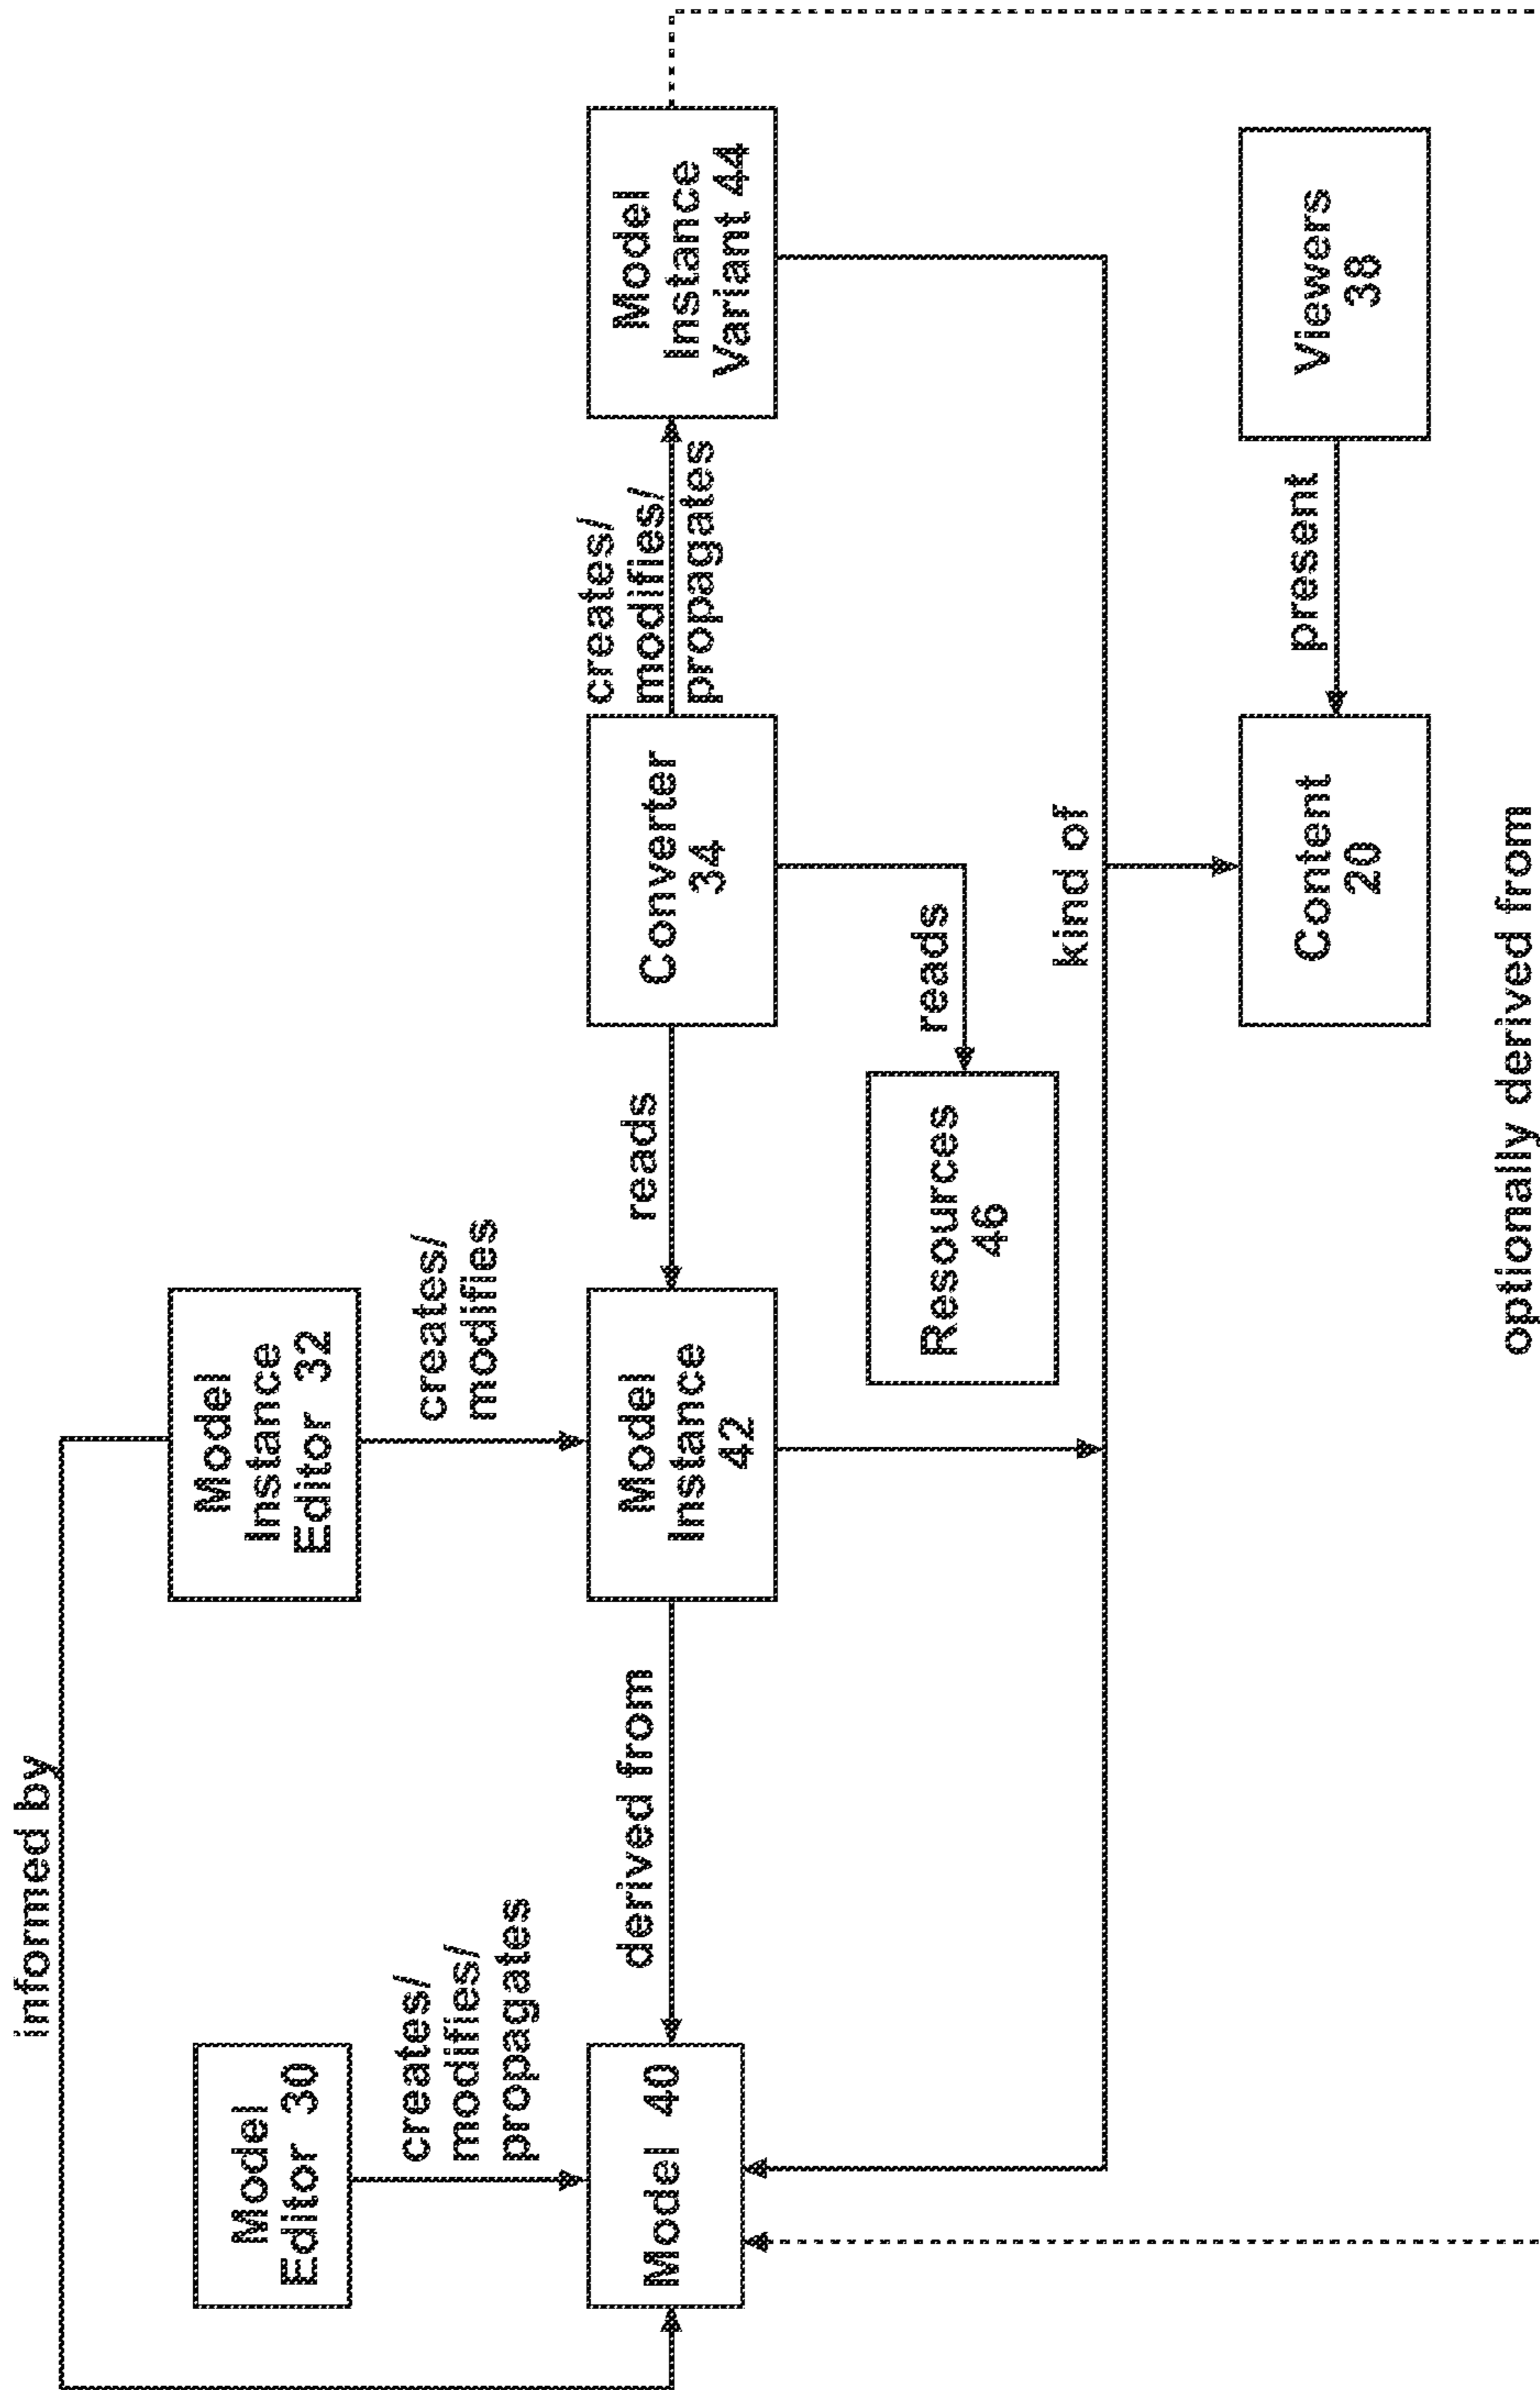 informed by
Model
Editor 30
Model
Instance
Editor 32
creates/
modifies/
propagates
creates/
modifies
Model 40
derived from
Model
Instance
42
reads
Converter
34
creates/
modifies/
propagates
Model
Instance
Variant 44
Resources
46
reads
kind of
Content
20
present
Viewers
38
optionally derived from